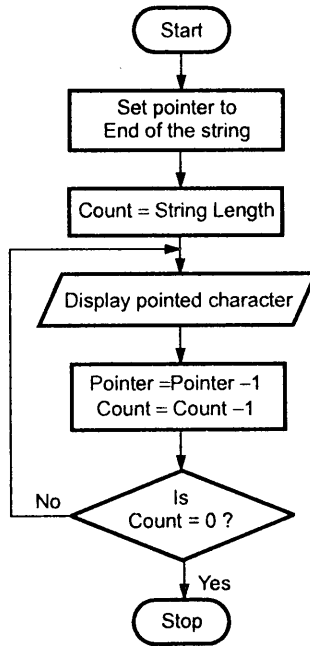 Start
Set pointer to
End of the string
Count = String Length
Display pointed character
Pointer =Pointer –1
Count = Count –1
Is
Count = 0 ?
No
Yes
Stop